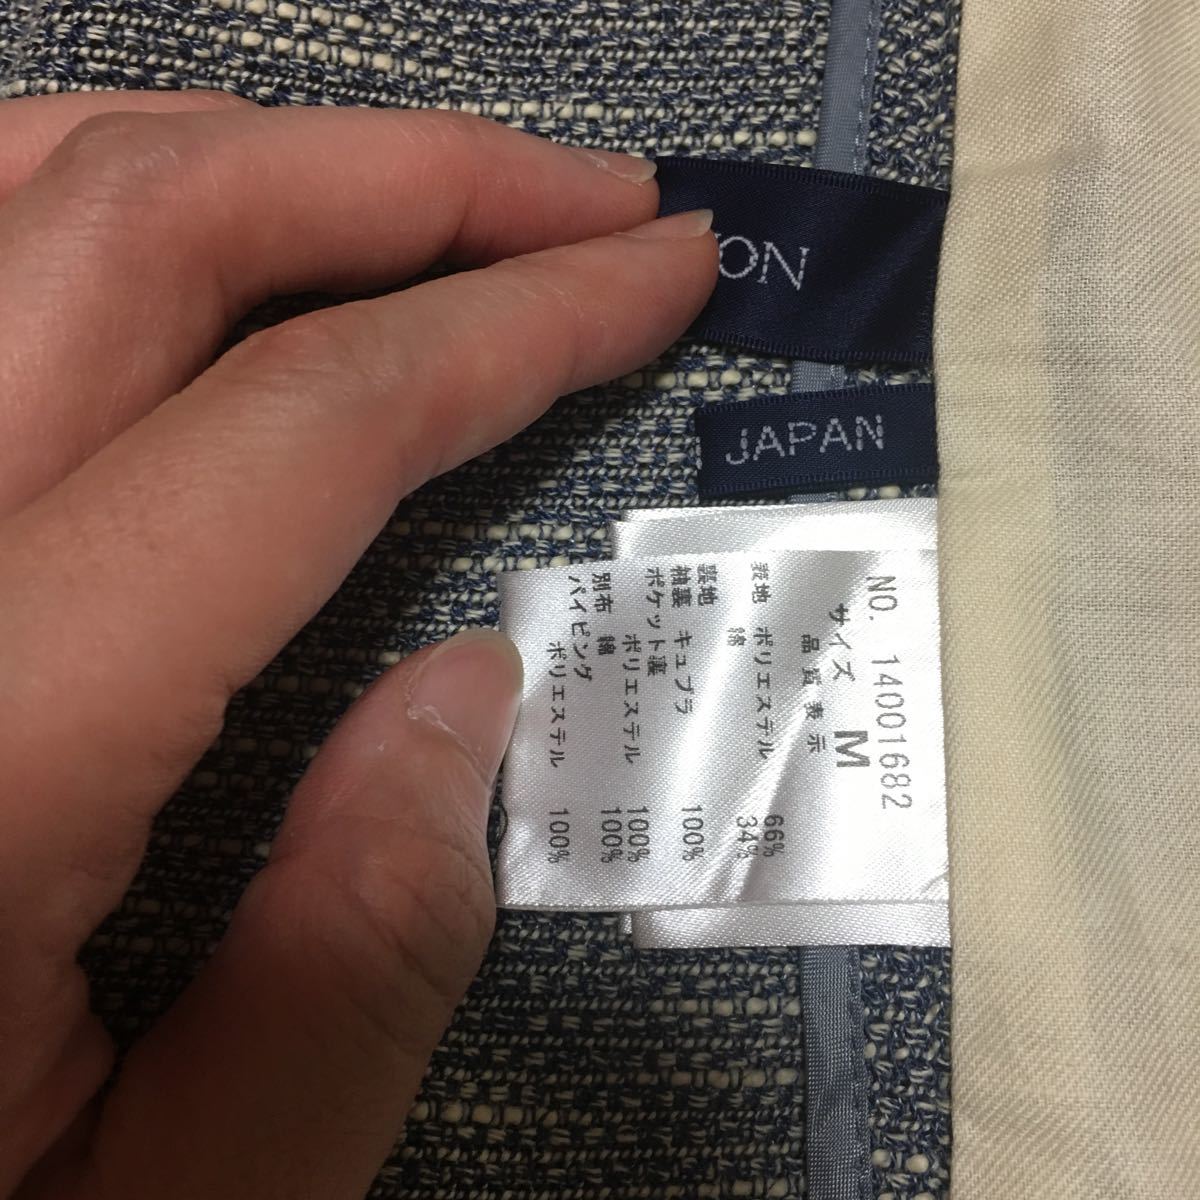 NON
JAPAN
NO. 14001682
サイズ M
品質表示
表地 ポリエステル 66%
綿 34%
裏地
袖裏 キュプラ 100%
ポケット裏
ポリエステル 100%
別布 綿 100%
パイピング
ポリエステル 100%